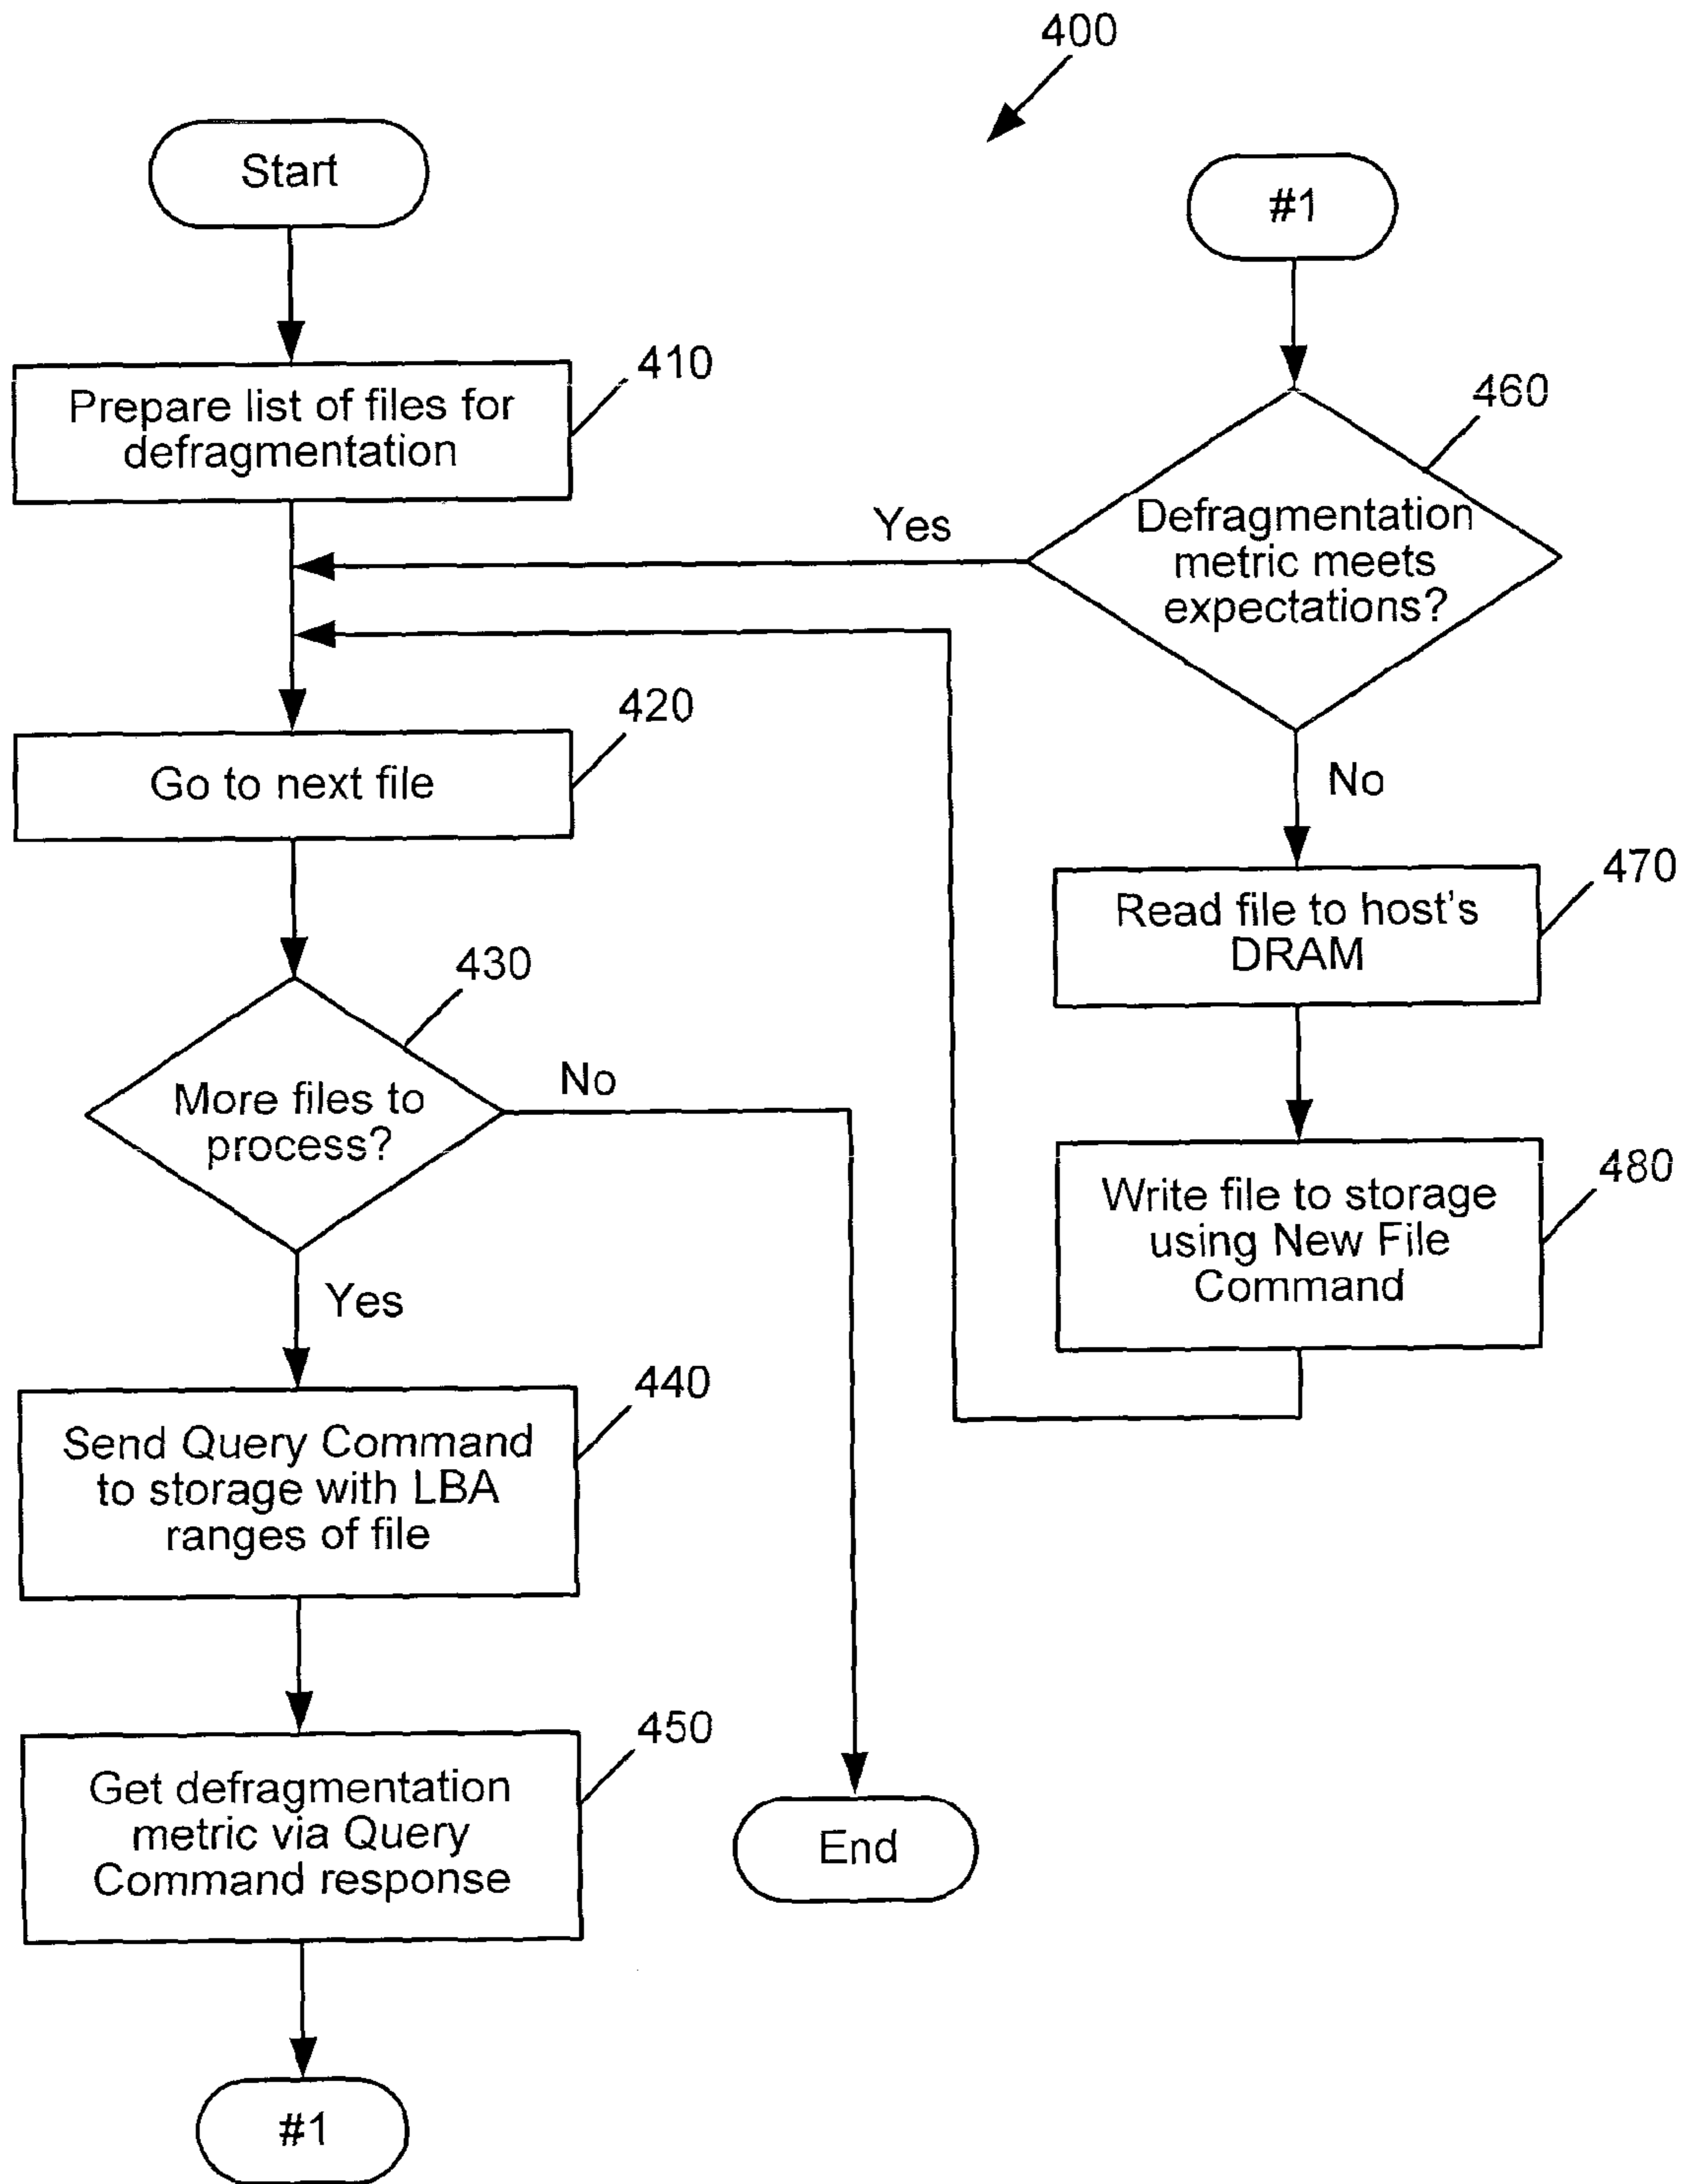 400
Start
#1
410
Prepare list of files for
defragmentation
460
Defragmentation
metric meets
expectations?
Yes
420
Go to next file
No
470
Read file to host's
DRAM
430
More files to
process?
No
480
Write file to storage
using New File
Command
Yes
440
Send Query Command
to storage with LBA
ranges of file
450
Get defragmentation
metric via Query
Command response
End
#1